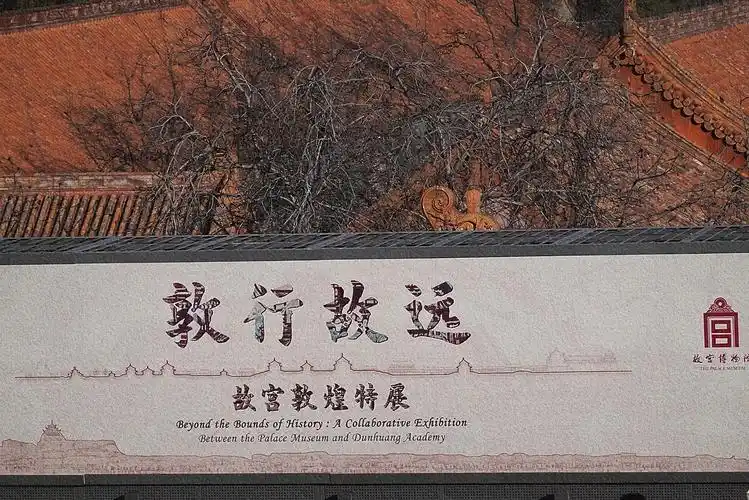 敦行故远
故宫敦煌特展
Beyond the Bounds of History : A Collaborative Exhibition
Between the Palace Museum and Dunhuang Academy
故宫博物
THE PALACE MUSEUM